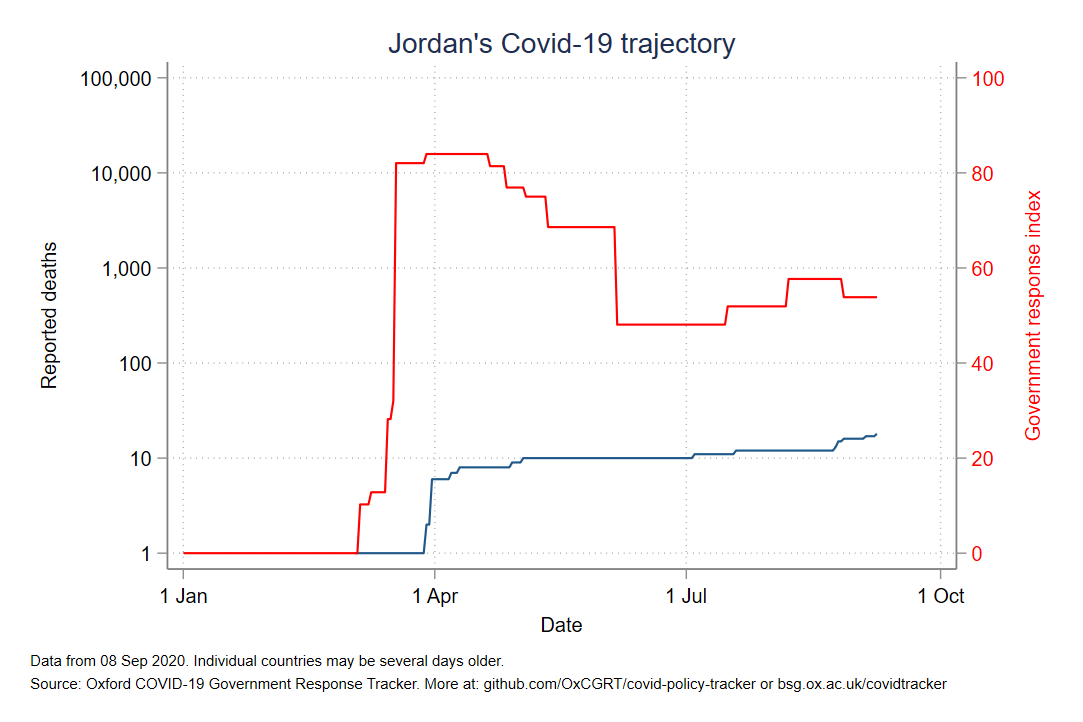 Jordan's Covid-19 trajectory
100,000
10,000
1,000
100
10
1
Reported deaths
100
80
60
40
20
0
Government response index
1 Jan
1 Apr
1 Jul
1 Oct
Date
Data from 08 Sep 2020. Individual countries may be several days older.
Source: Oxford COVID-19 Government Response Tracker. More at: github.com/OxCGRT/covid-policy-tracker or bsg.ox.ac.uk/covidtracker